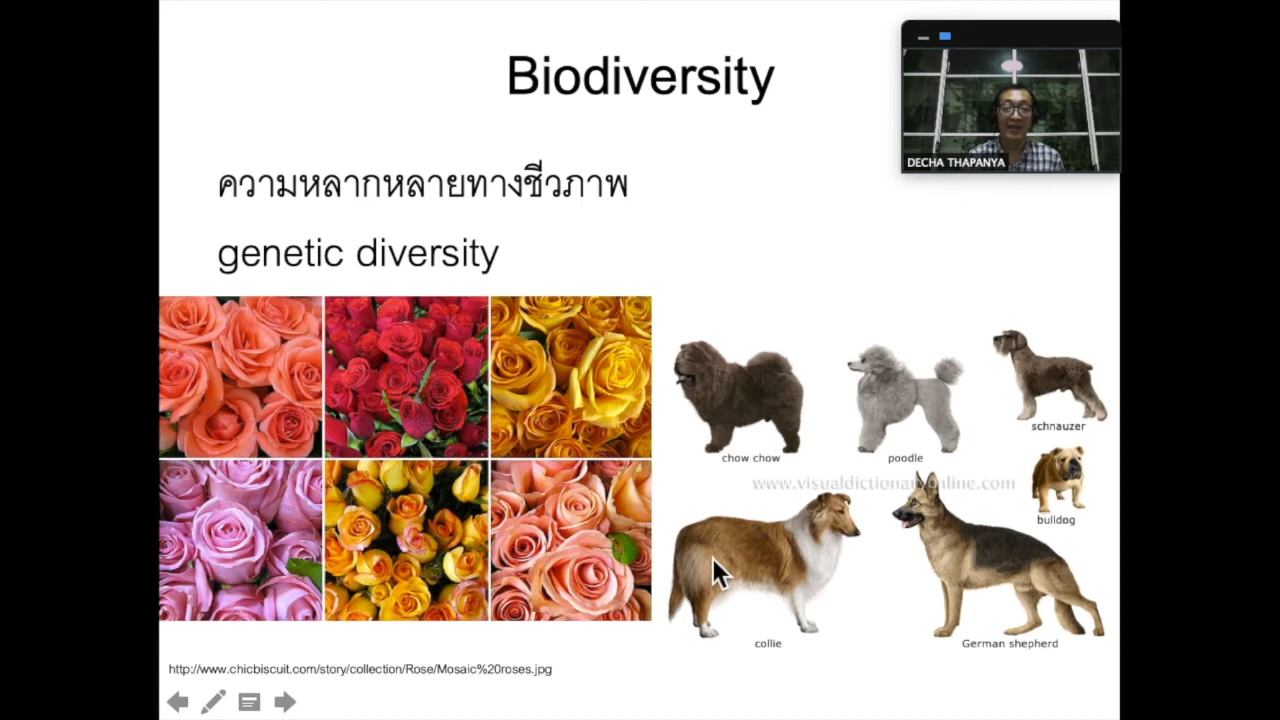 Biodiversity
DECHA THAPANYA
ความหลากหลายทางชีวภาพ
genetic diversity
schnauzer
chow chow
poodle
www.visualdictionaryonline.com
bulldog
collie
German shepherd
http://www.chicbiscuit.com/story/collection/Rose/Mosaic%20roses.jpg